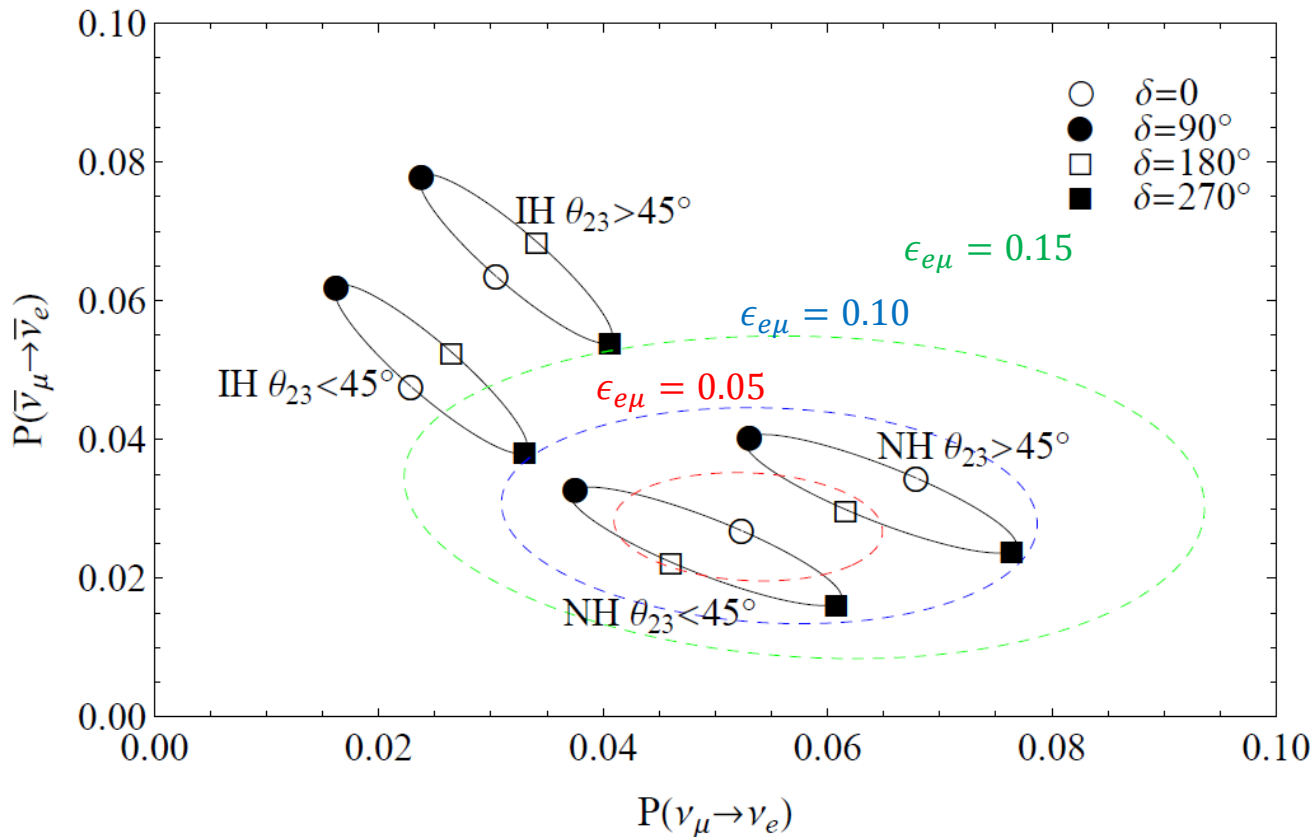 0.10
0.08
0.06
0.04
0.02
0.00
0.00 0.02 0.04 0.06 0.08 0.10
P(ν̅μ→ν̅e)
P(νμ→νe)
δ=0
δ=90°
δ=180°
δ=270°
IH θ23>45°
ϵeμ = 0.15
ϵeμ = 0.10
IH θ23<45°
ϵeμ = 0.05
NH θ23>45°
NH θ23<45°